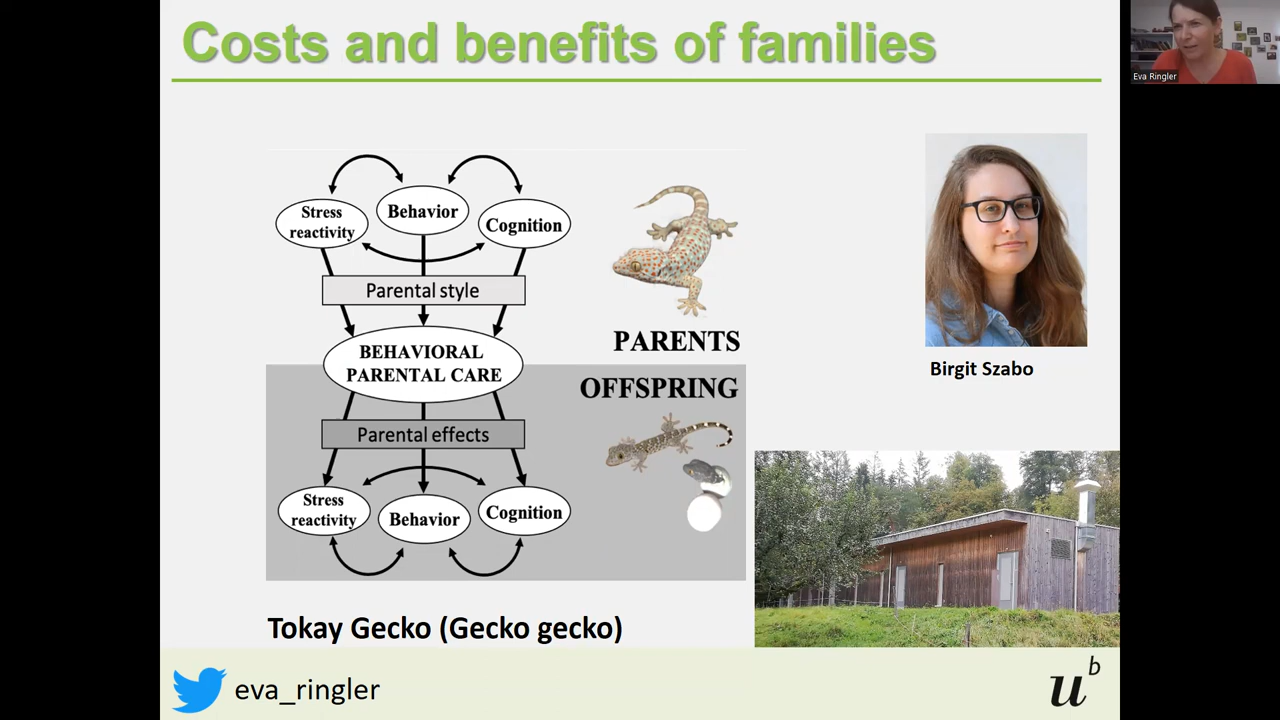 Costs and benefits of families
Eva Ringler
Stress
reactivity
Behavior
Cognition
Parental style
BEHAVIORAL
PARENTAL CARE
PARENTS
OFFSPRING
Parental effects
Stress
reactivity
Behavior
Cognition
Birgit Szabo
Tokay Gecko (Gecko gecko)
eva_ringler
u b